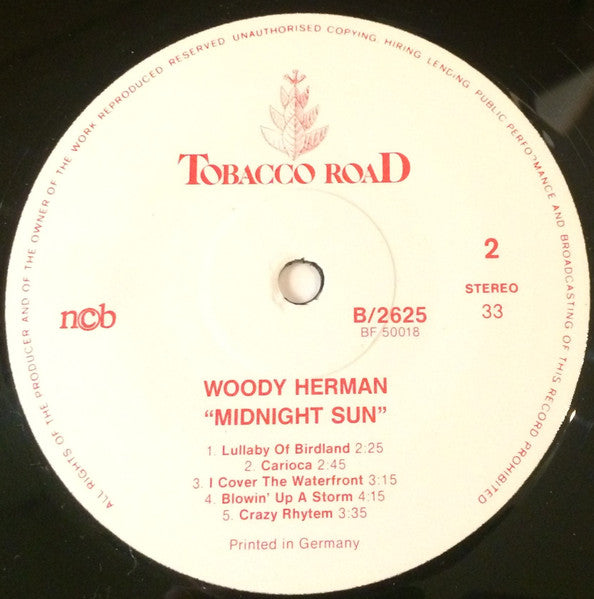 ALL RIGHTS OF THE PRODUCER AND OF THE OWNER OF THE WORK REPRODUCED RESERVED UNAUTHORISED COPYING, HIRING, LENDING, PUBLIC PERFORMANCE AND BROADCASTING OF THIS RECORD PROHIBITED
TOBACCO ROAD
2
STEREO
33
ncb
B/2625
BF 50018
WOODY HERMAN
“MIDNIGHT SUN”
1. Lullaby Of Birdland 2:25
2. Carioca 2:45
3. I Cover The Waterfront 3:15
4. Blowin' Up A Storm 4:15
5. Crazy Rhytem 3:35
Printed in Germany